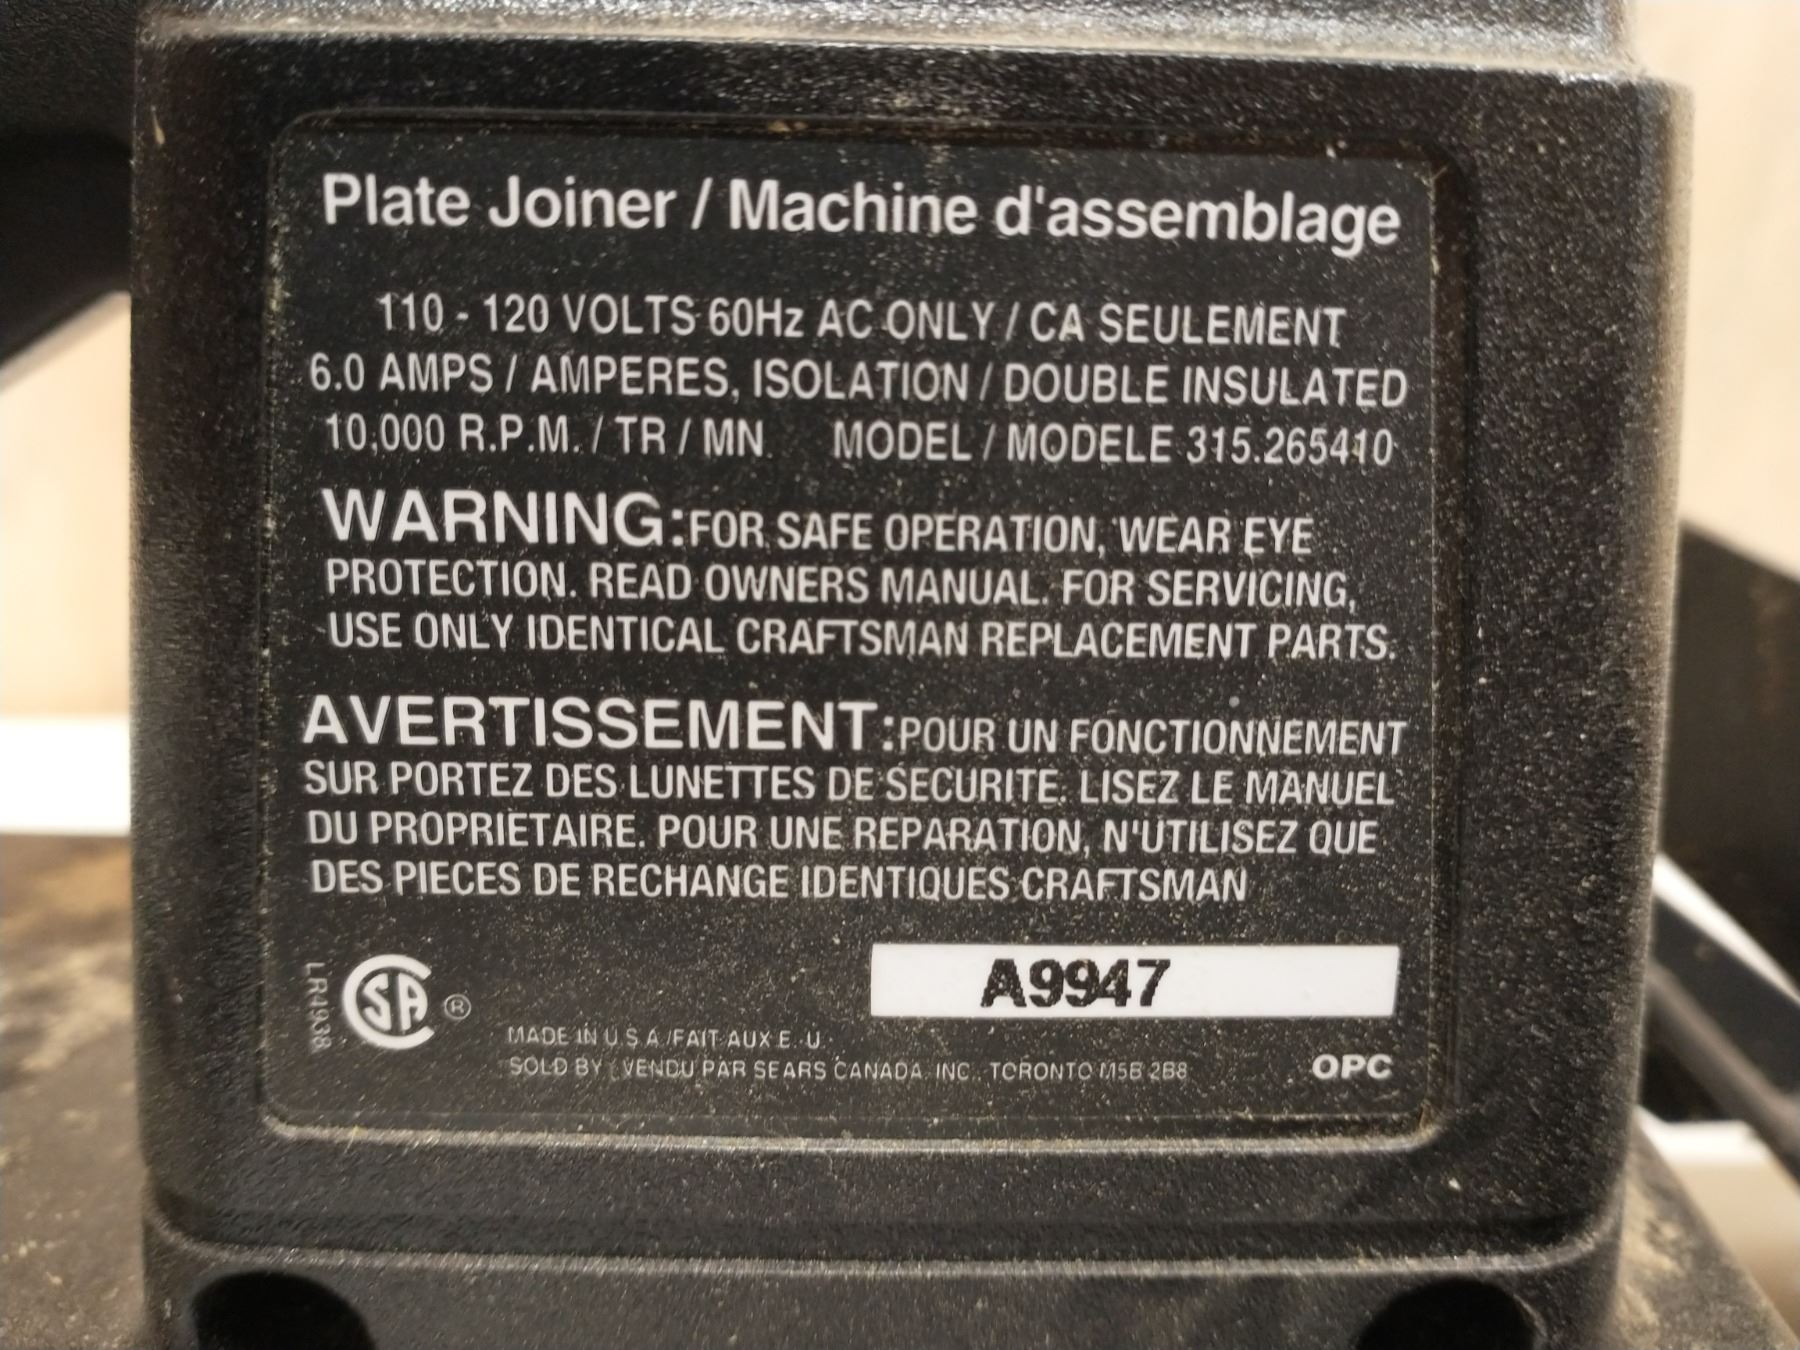 Plate Joiner / Machine d'assemblage
110 - 120 VOLTS 60Hz AC ONLY / CA SEULEMENT
6.0 AMPS / AMPERES, ISOLATION / DOUBLE INSULATED
10,000 R.P.M. / TR / MN. MODEL / MODELE 315.265410
WARNING:FOR SAFE OPERATION, WEAR EYE
PROTECTION. READ OWNERS MANUAL. FOR SERVICING,
USE ONLY IDENTICAL CRAFTSMAN REPLACEMENT PARTS.
AVERTISSEMENT:POUR UN FONCTIONNEMENT
SUR PORTEZ DES LUNETTES DE SECURITE. LISEZ LE MANUEL
DU PROPRIETAIRE. POUR UNE REPARATION, N'UTILISEZ QUE
DES PIECES DE RECHANGE IDENTIQUES CRAFTSMAN
LR41938
SA ®
A9947
MADE IN U.S.A./FAIT AUX E.-U.
SOLD BY / VENDU PAR SEARS CANADA, INC., TORONTO M5B 2B8
OPC